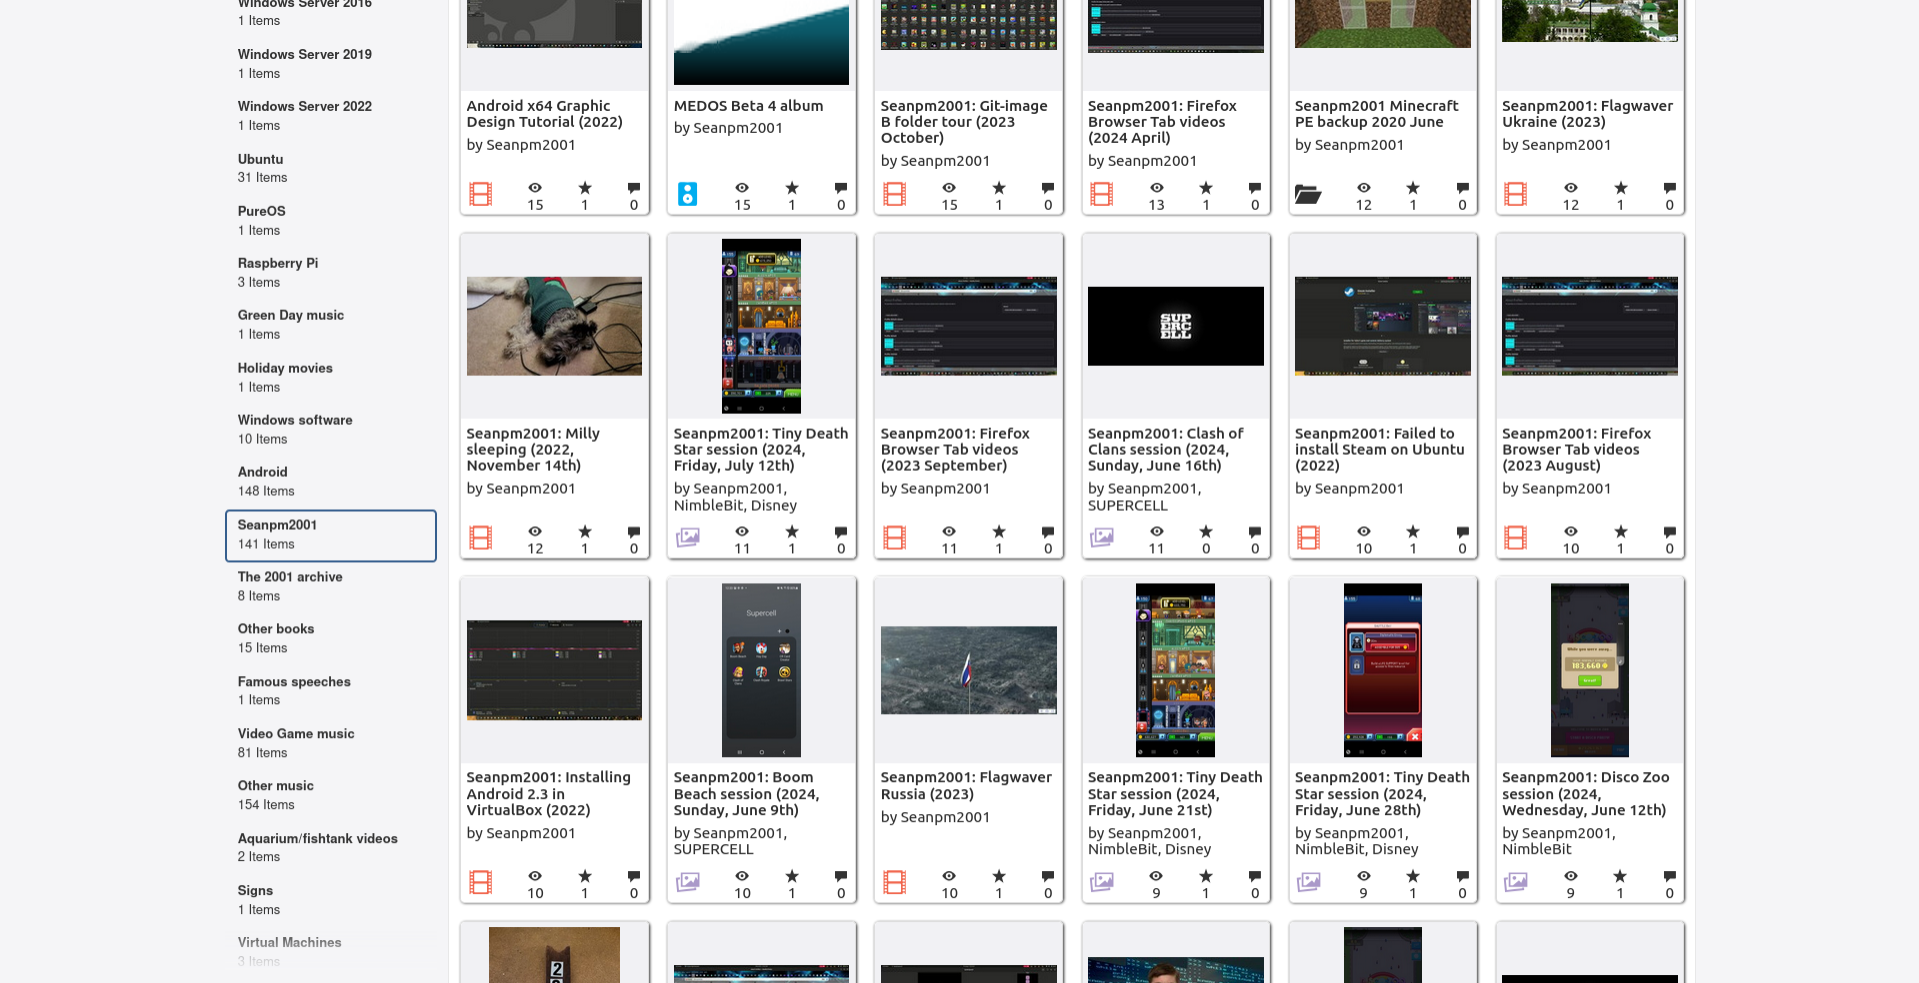 Windows Server 2016
1 Items
Windows Server 2019
1 Items
Windows Server 2022
1 Items
Ubuntu
31 Items
PureOS
1 Items
Raspberry Pi
3 Items
Green Day music
1 Items
Holiday movies
1 Items
Windows software
10 Items
Android
148 Items
Seanpm2001
141 Items
The 2001 archive
8 Items
Other books
15 Items
Famous speeches
1 Items
Video Game music
81 Items
Other music
154 Items
Aquarium/fishtank videos
2 Items
Signs
1 Items
Virtual Machines
3 Items
Android x64 Graphic
Design Tutorial (2022)
by Seanpm2001
15 1 0
MEDOS Beta 4 album
by Seanpm2001
15 1 0
Seanpm2001: Git-image
B folder tour (2023
October)
by Seanpm2001
15 1 0
Seanpm2001: Firefox
Browser Tab videos
(2024 April)
by Seanpm2001
13 1 0
Seanpm2001 Minecraft
PE backup 2020 June
by Seanpm2001
12 1 0
Seanpm2001: Flagwaver
Ukraine (2023)
by Seanpm2001
12 1 0
Seanpm2001: Milly
sleeping (2022,
November 14th)
by Seanpm2001
12 1 0
Seanpm2001: Tiny Death
Star session (2024,
Friday, July 12th)
by Seanpm2001,
NimbleBit, Disney
11 1 0
Seanpm2001: Firefox
Browser Tab videos
(2023 September)
by Seanpm2001
11 1 0
SUP
ERC
ELL
Seanpm2001: Clash of
Clans session (2024,
Sunday, June 16th)
by Seanpm2001,
SUPERCELL
11 0 0
Seanpm2001: Failed to
install Steam on Ubuntu
(2022)
by Seanpm2001
10 1 0
Seanpm2001: Firefox
Browser Tab videos
(2023 August)
by Seanpm2001
10 1 0
Seanpm2001: Installing
Android 2.3 in
VirtualBox (2022)
by Seanpm2001
10 1 0
Supercell
Seanpm2001: Boom
Beach session (2024,
Sunday, June 9th)
by Seanpm2001,
SUPERCELL
10 1 0
Seanpm2001: Flagwaver
Russia (2023)
by Seanpm2001
10 1 0
Seanpm2001: Tiny Death
Star session (2024,
Friday, June 21st)
by Seanpm2001,
NimbleBit, Disney
9 1 0
Seanpm2001: Tiny Death
Star session (2024,
Friday, June 28th)
by Seanpm2001,
NimbleBit, Disney
9 1 0
While you were away...
183,660
Seanpm2001: Disco Zoo
session (2024,
Wednesday, June 12th)
by Seanpm2001,
NimbleBit
9 1 0
2